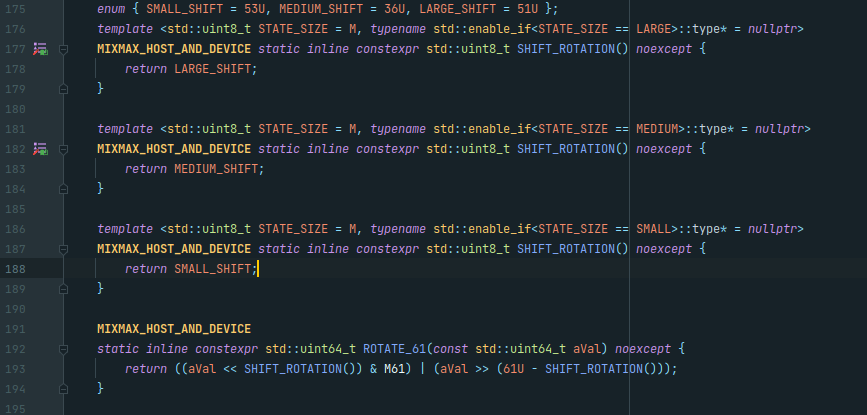 175 enum { SMALL_SHIFT = 53U, MEDIUM_SHIFT = 36U, LARGE_SHIFT = 51U };
176 template <std::uint8_t STATE_SIZE = M, typename std::enable_if<STATE_SIZE == LARGE>::type* = nullptr>
177 MIXMAX_HOST_AND_DEVICE static inline constexpr std::uint8_t SHIFT_ROTATION() noexcept {
178 return LARGE_SHIFT;
179 }
180
181 template <std::uint8_t STATE_SIZE = M, typename std::enable_if<STATE_SIZE == MEDIUM>::type* = nullptr>
182 MIXMAX_HOST_AND_DEVICE static inline constexpr std::uint8_t SHIFT_ROTATION() noexcept {
183 return MEDIUM_SHIFT;
184 }
185
186 template <std::uint8_t STATE_SIZE = M, typename std::enable_if<STATE_SIZE == SMALL>::type* = nullptr>
187 MIXMAX_HOST_AND_DEVICE static inline constexpr std::uint8_t SHIFT_ROTATION() noexcept {
188 return SMALL_SHIFT;
189 }
190
191 MIXMAX_HOST_AND_DEVICE
192 static inline constexpr std::uint64_t ROTATE_61(const std::uint64_t aVal) noexcept {
193 return ((aVal << SHIFT_ROTATION()) & M61) | (aVal >> (61U - SHIFT_ROTATION()));
194 }
195